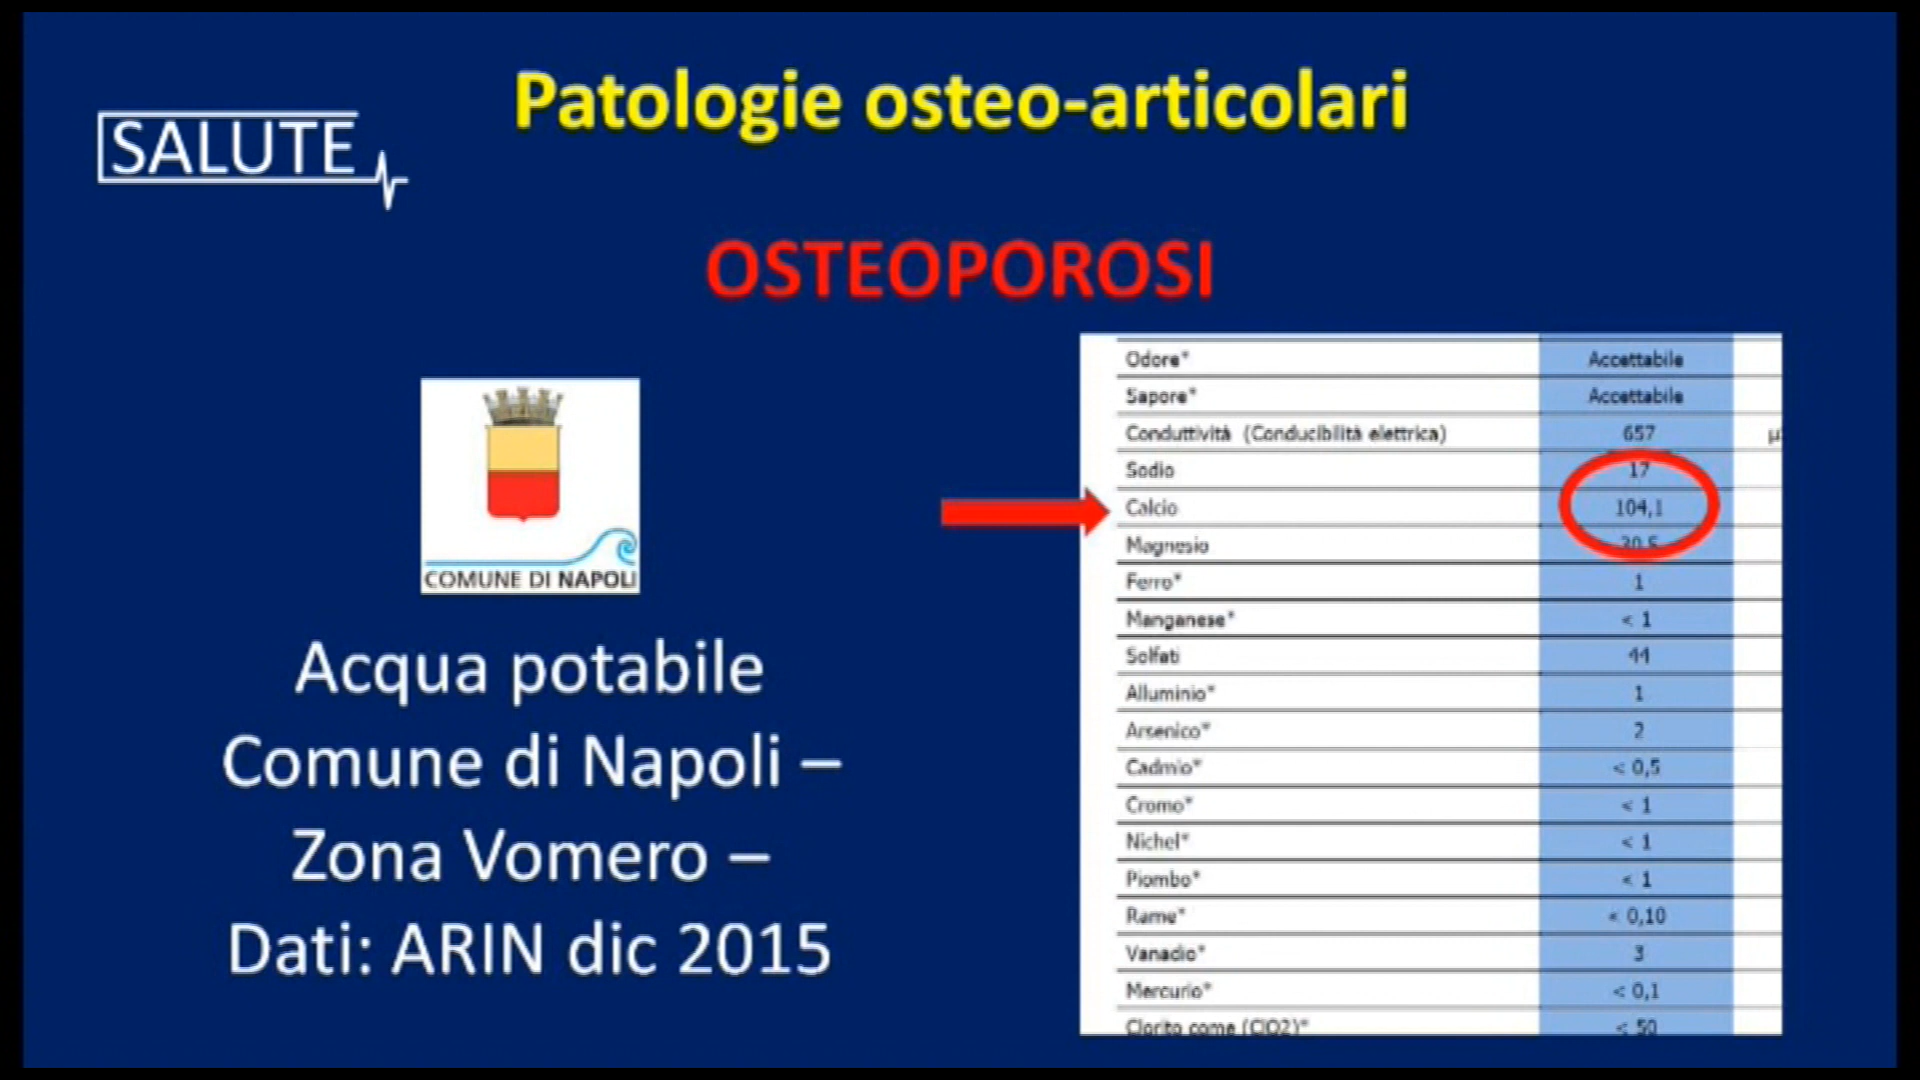 Patologie osteo-articolari
SALUTE
OSTEOPOROSI
COMUNE DI NAPOLI
Acqua potabile
Comune di Napoli –
Zona Vomero –
Dati: ARIN dic 2015
Odore* Accettabile
Sapore* Accettabile
Conduttività (Conducibilità elettrica) 657 µ
Sodio 17
Calcio 104,1
Magnesio 30,5
Ferro* 1
Manganese* < 1
Solfati 44
Alluminio* 1
Arsenico* 2
Cadmio* < 0,5
Cromo* < 1
Nichel* < 1
Piombo* < 1
Rame* < 0,10
Vanadio* 3
Mercurio* < 0,1
Clorito come (ClO2)* < 50